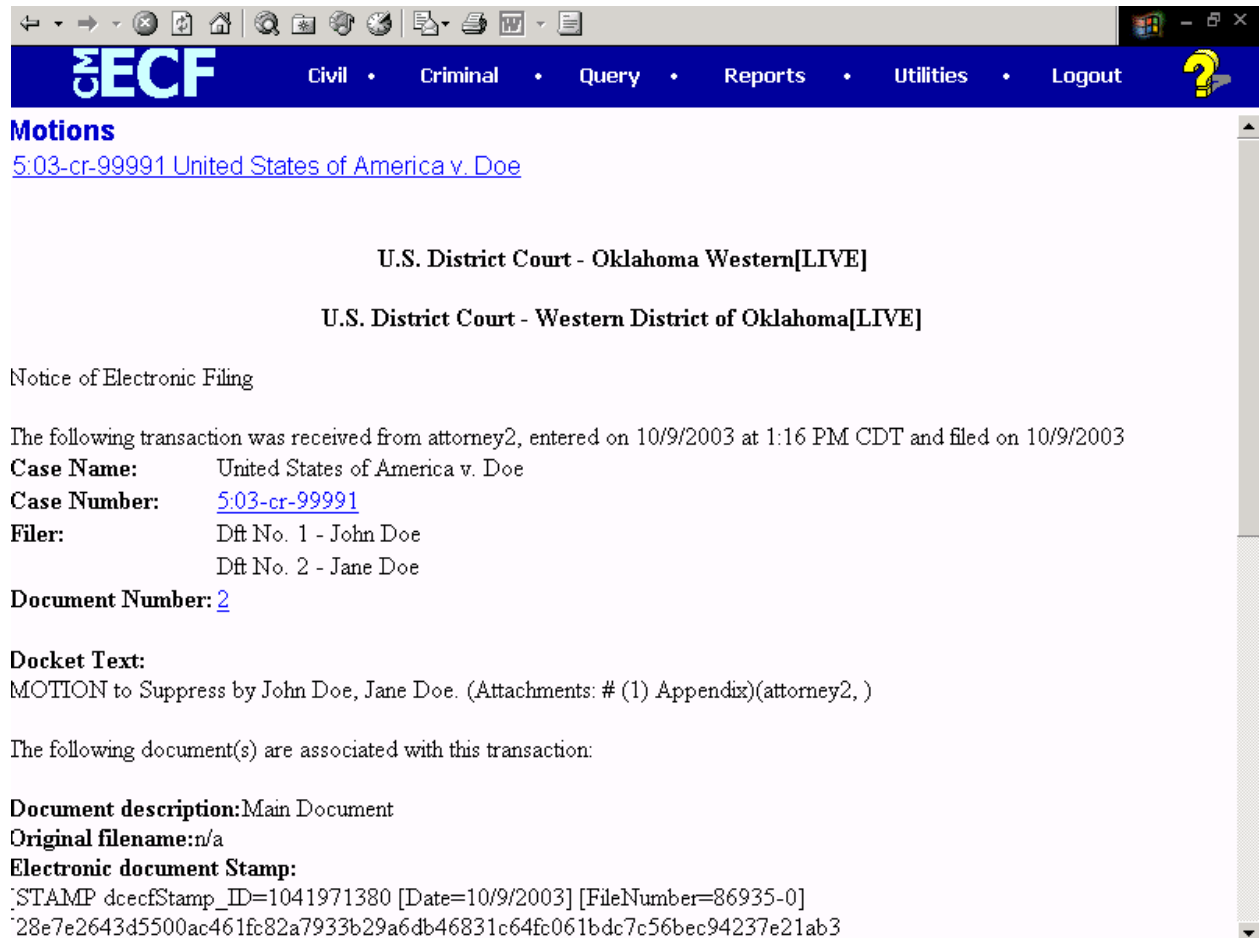 CM ECF Civil • Criminal • Query • Reports • Utilities • Logout ?
Motions
5:03-cr-99991 United States of America v. Doe
U.S. District Court - Oklahoma Western[LIVE]
U.S. District Court - Western District of Oklahoma[LIVE]
Notice of Electronic Filing
The following transaction was received from attorney2, entered on 10/9/2003 at 1:16 PM CDT and filed on 10/9/2003
Case Name: United States of America v. Doe
Case Number: 5:03-cr-99991
Filer: Dft No. 1 - John Doe
Dft No. 2 - Jane Doe
Document Number: 2
Docket Text:
MOTION to Suppress by John Doe, Jane Doe. (Attachments: # (1) Appendix)(attorney2, )
The following document(s) are associated with this transaction:
Document description:Main Document
Original filename:n/a
Electronic document Stamp:
[STAMP dcecfStamp_ID=1041971380 [Date=10/9/2003] [FileNumber=86935-0]
[28e7e2643d5500ac461fc82a7933b29a6db46831c64fc061bdc7c56bec94237e21ab3